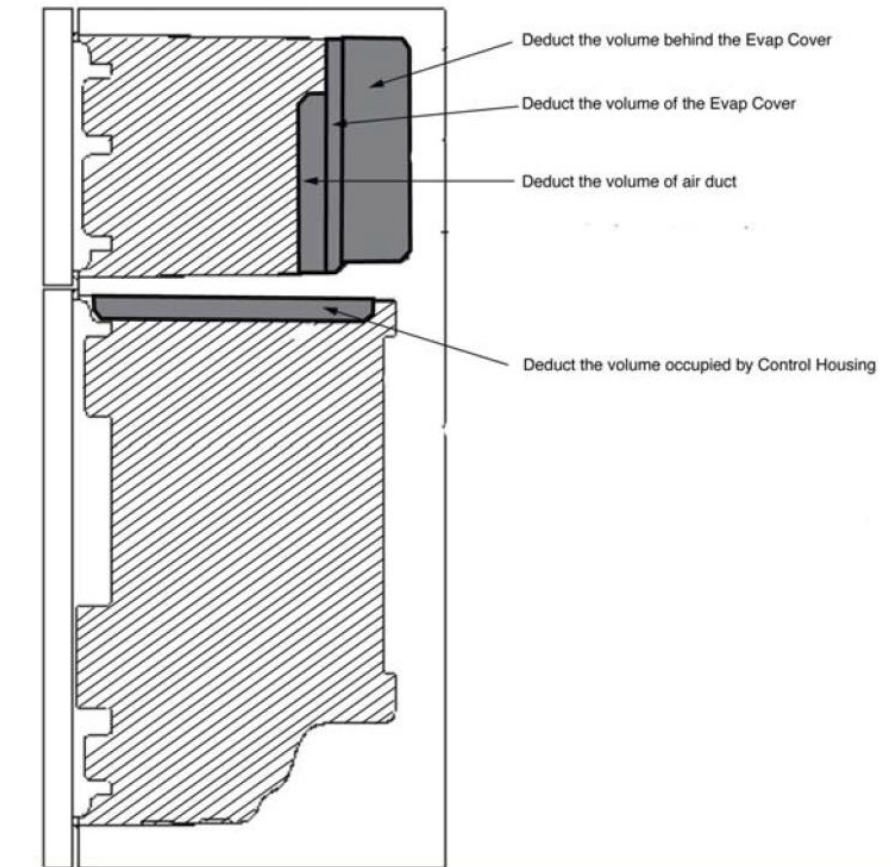 Deduct the volume behind the Evap Cover
Deduct the volume of the Evap Cover
Deduct the volume of air duct
Deduct the volume occupied by Control Housing